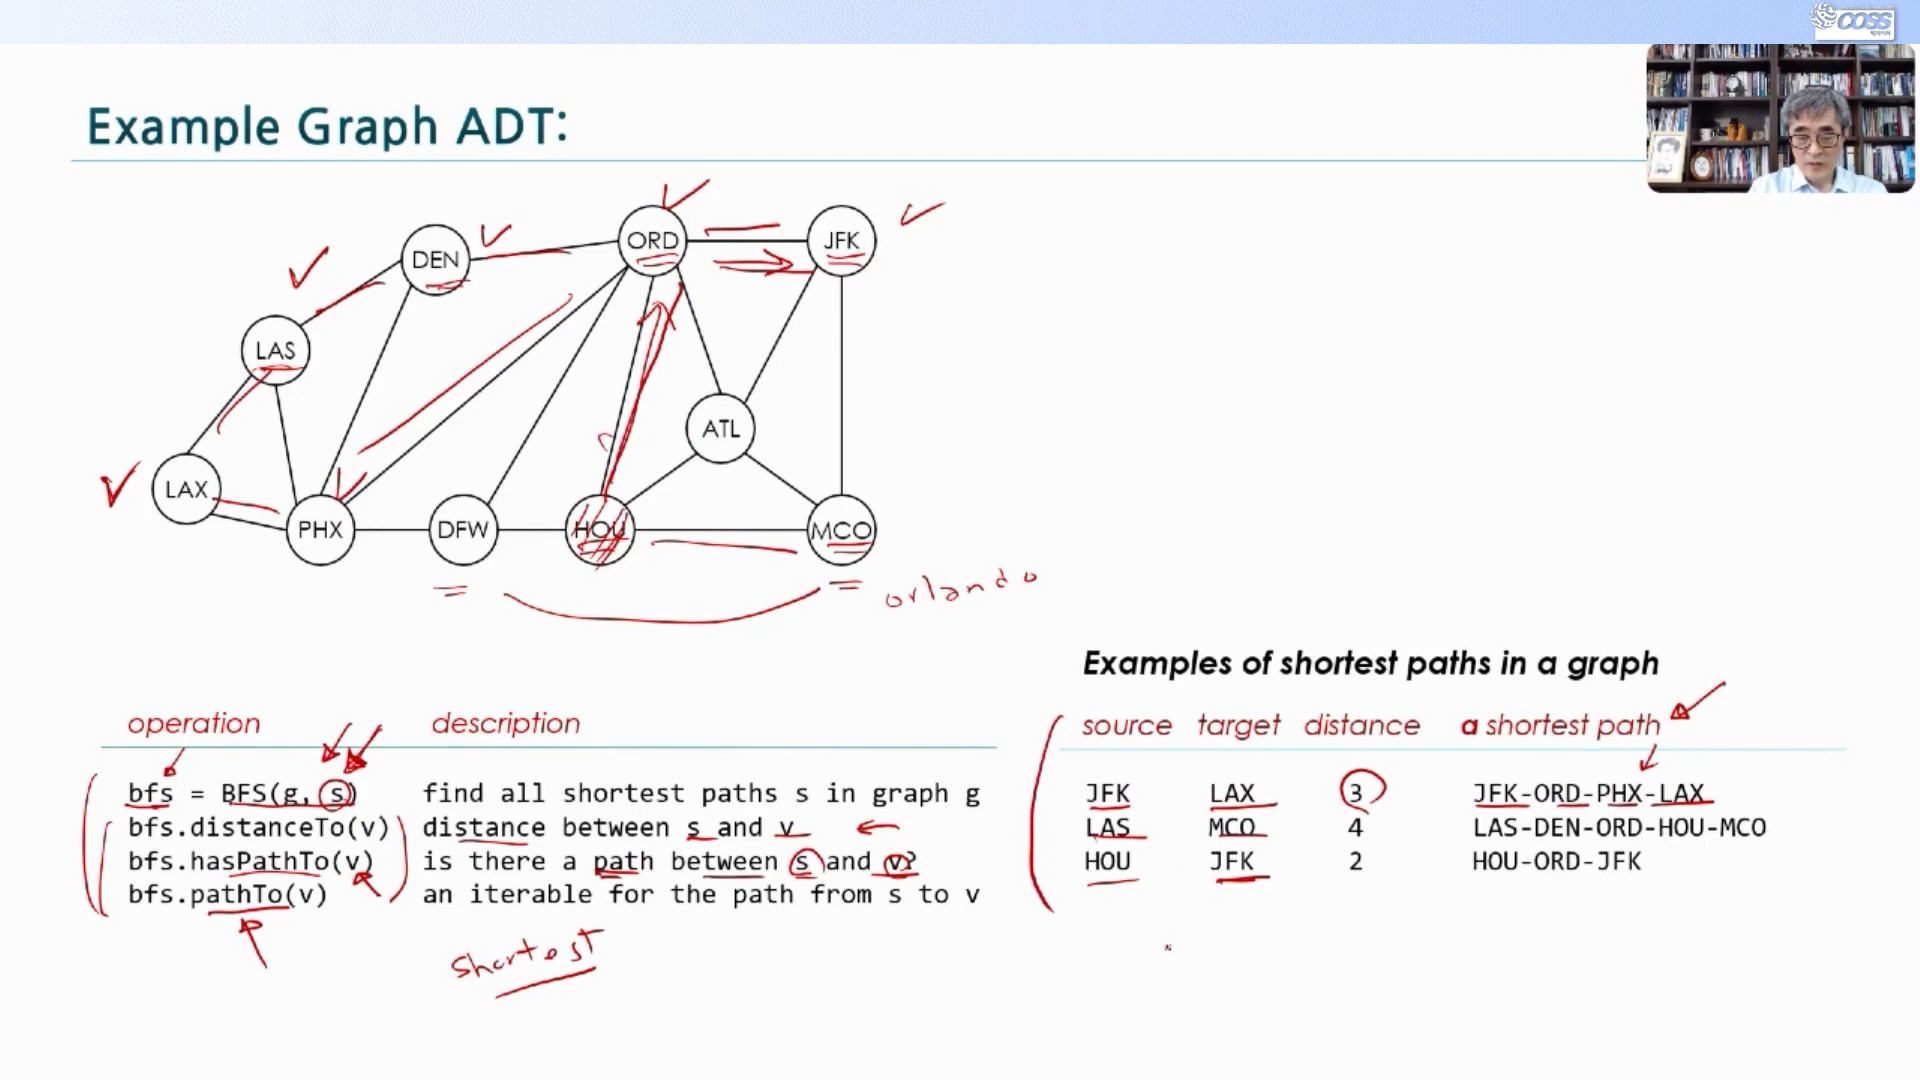 COSS
Example Graph ADT:
ORD
JFK
DEN
LAS
ATL
LAX
PHX
DFW
HOU
MCO
orlando
Examples of shortest paths in a graph
operation description
source target distance a shortest path
bfs = BFS(g, s) find all shortest paths s in graph g
JFK LAX 3 JFK-ORD-PHX-LAX
bfs.distanceTo(v) distance between s and v
LAS MCO 4 LAS-DEN-ORD-HOU-MCO
bfs.hasPathTo(v) is there a path between s and v?
HOU JFK 2 HOU-ORD-JFK
bfs.pathTo(v) an iterable for the path from s to v
shortest